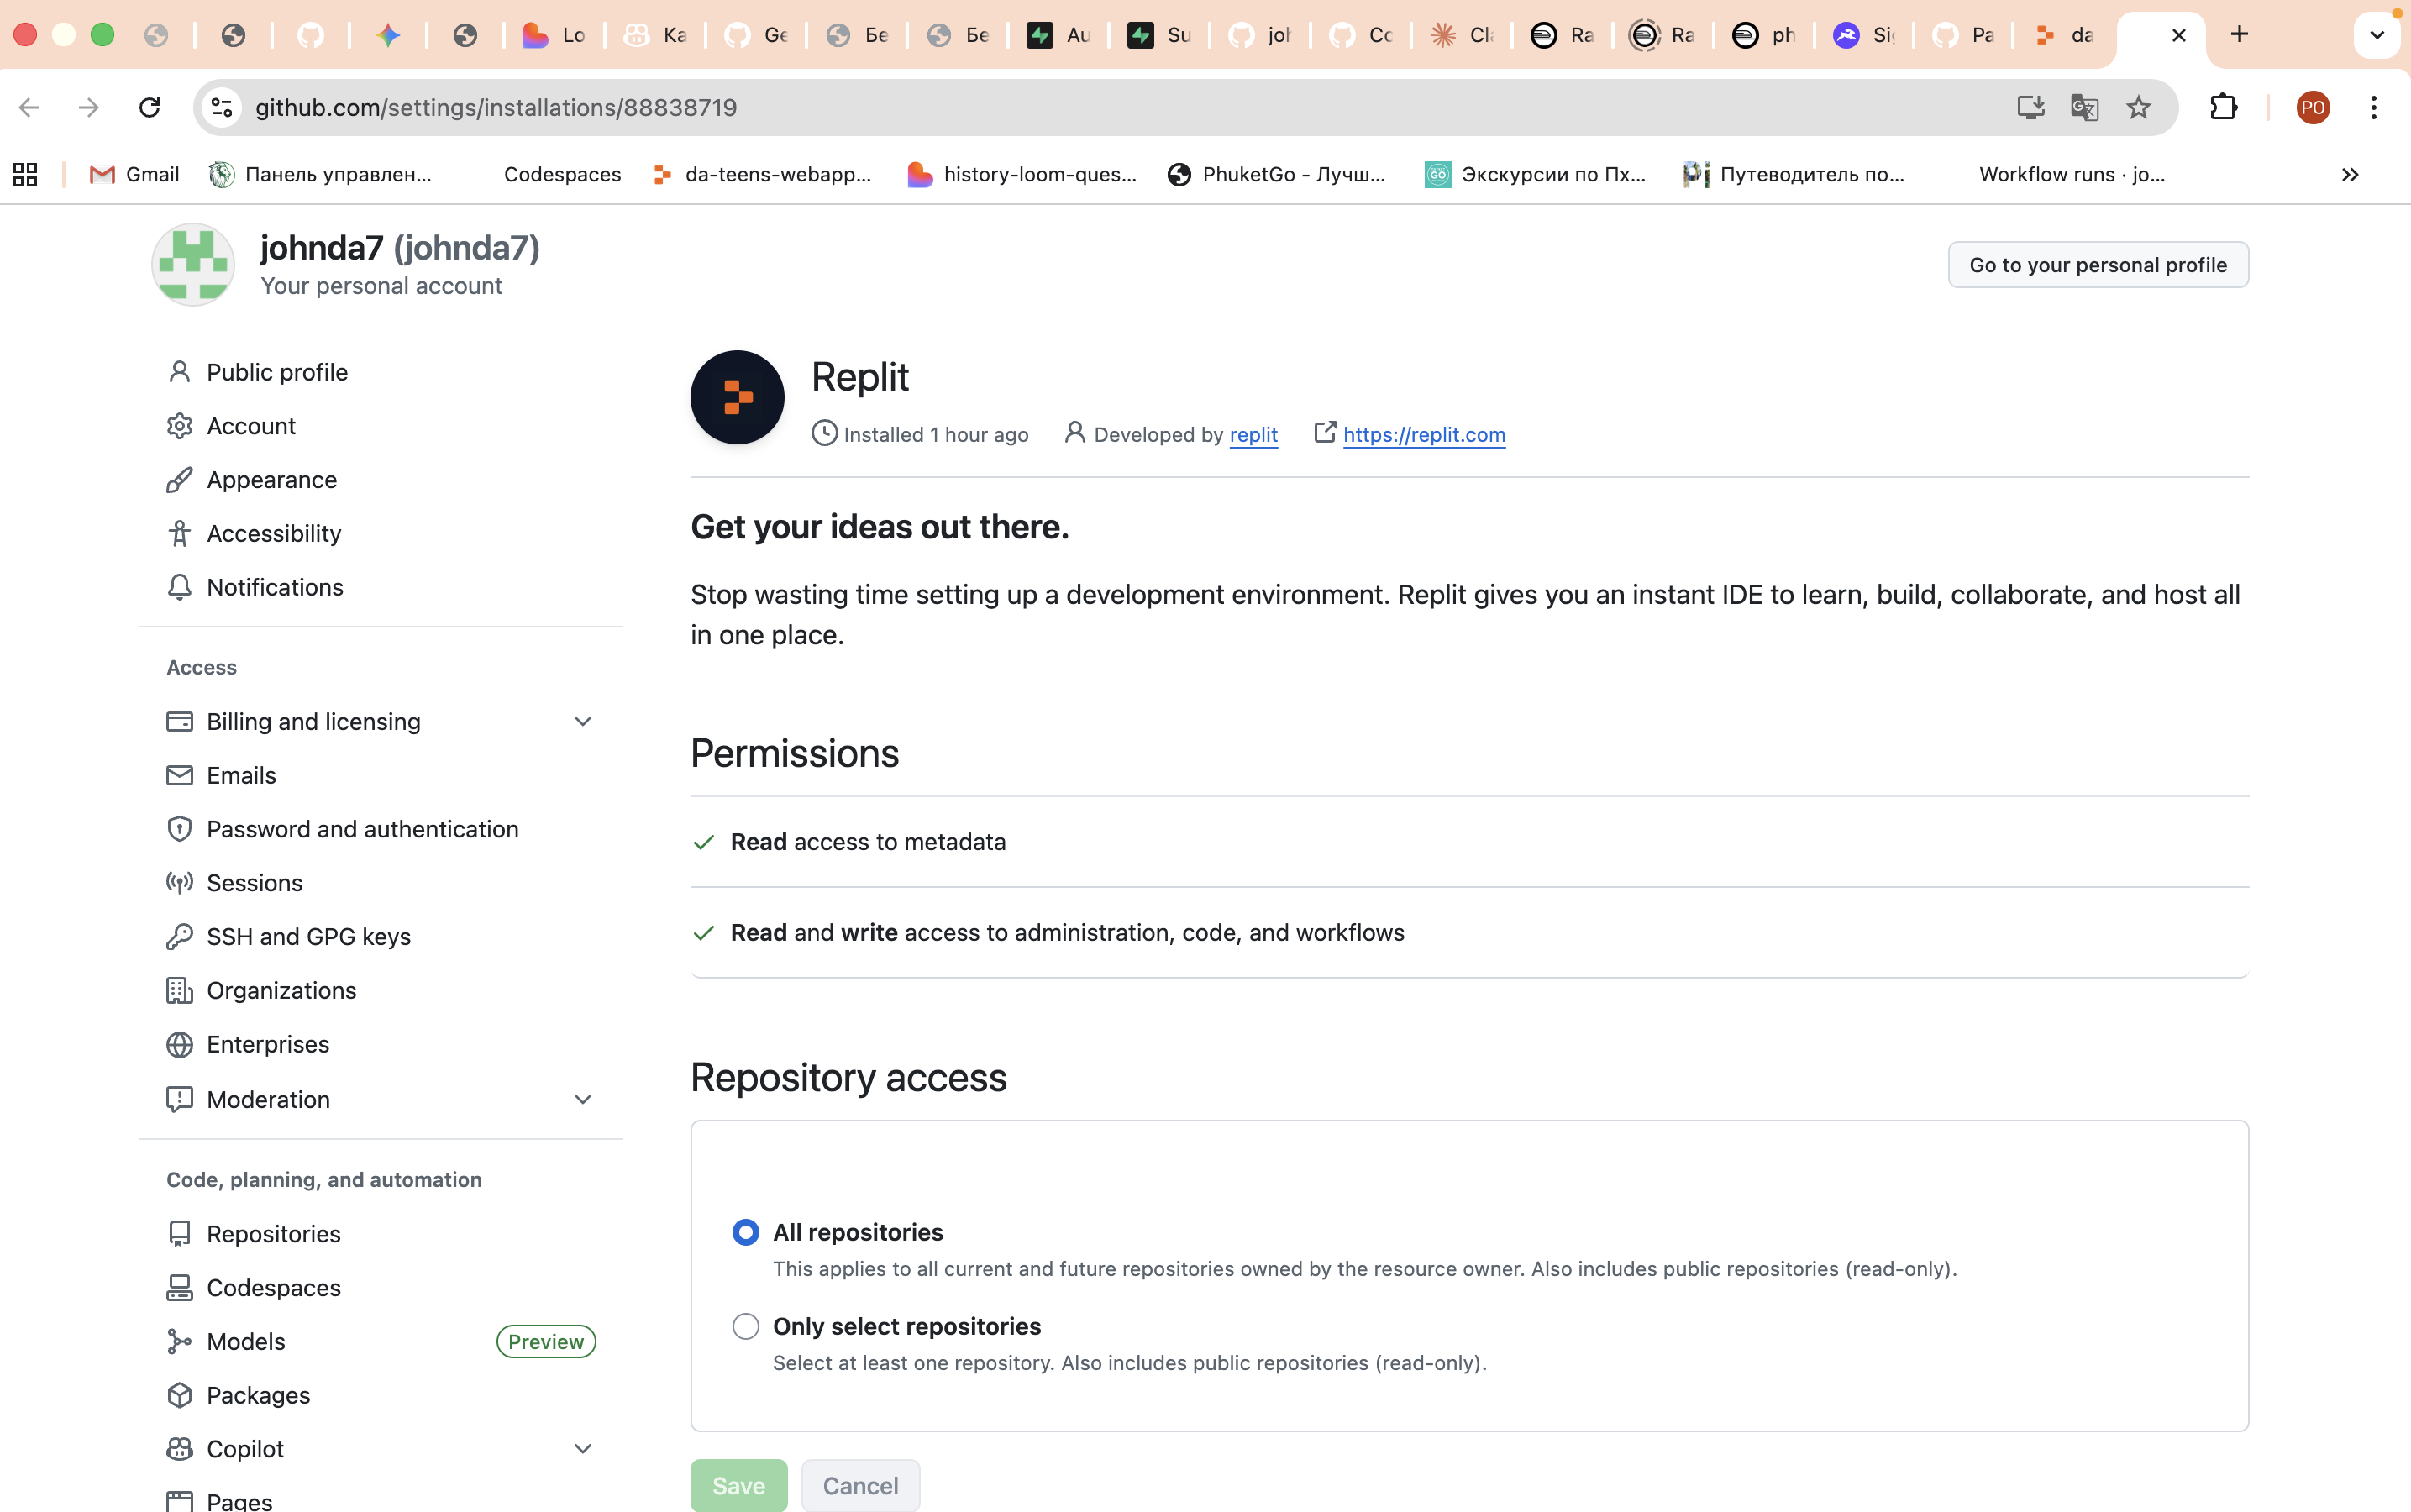 Lo
Ка
Ge
Бе
Бе
Au
Su
joh
Co
Cla
Ra
Ra
ph
Sig
Pa
da
github.com/settings/installations/88838719
PO
Gmail
Панель управлен...
Codespaces
da-teens-webapp...
history-loom-ques...
PhuketGo - Лучш...
GO
Экскурсии по Пх...
Pi
Путеводитель по...
Workflow runs · jo...
johnda7 (johnda7)
Your personal account
Go to your personal profile
Public profile
Account
Appearance
Accessibility
Notifications
Access
Billing and licensing
Emails
Password and authentication
Sessions
SSH and GPG keys
Organizations
Enterprises
Moderation
Code, planning, and automation
Repositories
Codespaces
Models
Preview
Packages
Copilot
Pages
Replit
Installed 1 hour ago
Developed by replit
https://replit.com
Get your ideas out there.
Stop wasting time setting up a development environment. Replit gives you an instant IDE to learn, build, collaborate, and host all
in one place.
Permissions
Read access to metadata
Read and write access to administration, code, and workflows
Repository access
All repositories
This applies to all current and future repositories owned by the resource owner. Also includes public repositories (read-only).
Only select repositories
Select at least one repository. Also includes public repositories (read-only).
Save
Cancel